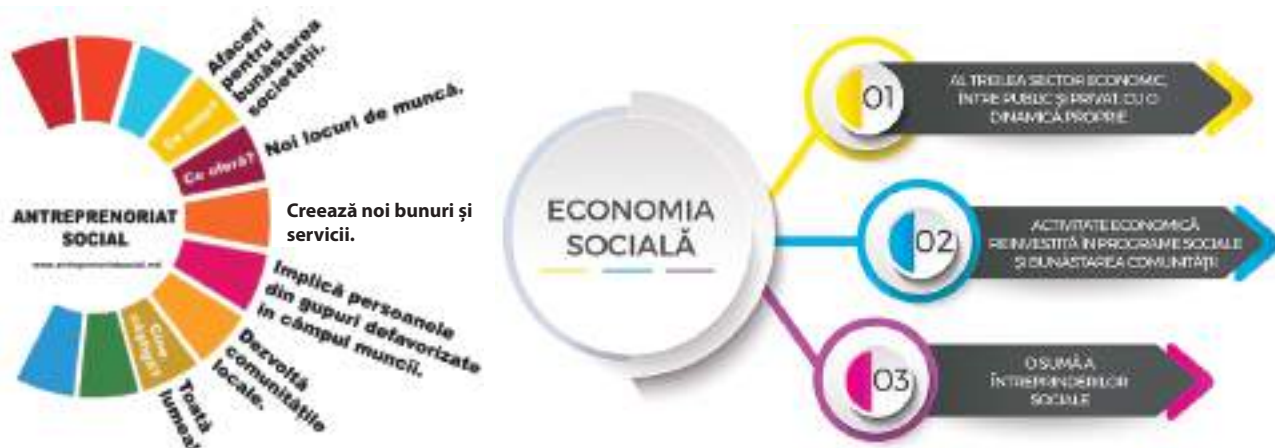 Afaceri
pentru
bunăstarea
societății.
Ce oferă?
Noi locuri de muncă.
ANTREPRENORIAT
SOCIAL
Creează noi bunuri și
servicii.
Implică persoanele
din gupuri defavorizate
în câmpul muncii.
Dezvoltă
comunitățile
locale.
Cine
câștigă?
Toată
lumea!
ECONOMIA
SOCIALĂ
01
AL TREILEA SECTOR ECONOMIC,
ÎNTRE PUBLIC ȘI PRIVAT, CU O
DINAMICĂ PROPRIE
02
ACTIVITATE ECONOMICĂ
REINVESTITĂ ÎN PROGRAME SOCIALE
ȘI BUNĂSTAREA COMUNITĂȚII
03
O SUMĂ A
ÎNTREPRINDERILOR
SOCIALE